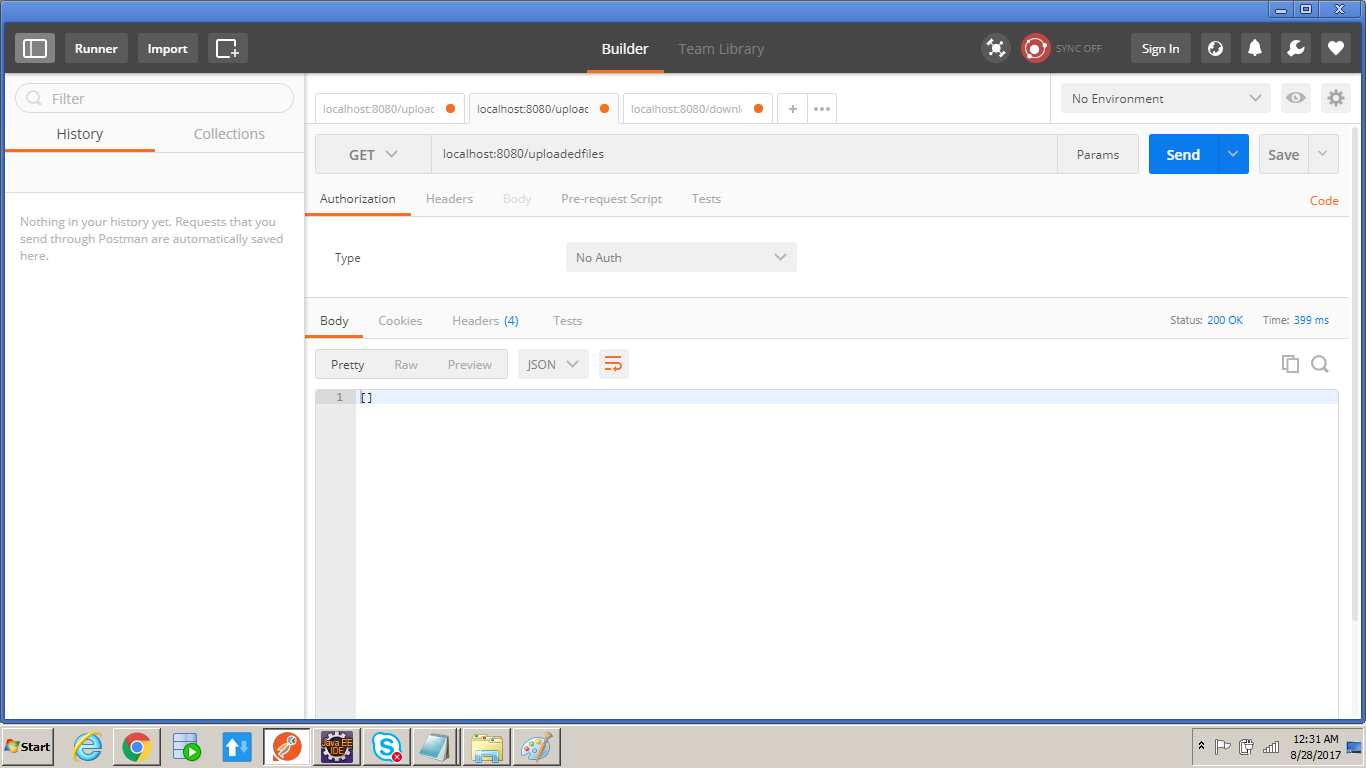 Runner
Import
Builder
Team Library
SYNC OFF
Sign In
Filter
History
Collections
Nothing in your history yet. Requests that you
send through Postman are automatically saved
here.
localhost:8080/upload
localhost:8080/upload
localhost:8080/downl
No Environment
GET
localhost:8080/uploadedfiles
Params
Send
Save
Authorization
Headers
Body
Pre-request Script
Tests
Code
Type
No Auth
Body
Cookies
Headers (4)
Tests
Status: 200 OK
Time: 399 ms
Pretty
Raw
Preview
JSON
1
[]
Start
Java EE
IDE
12:31 AM
8/28/2017